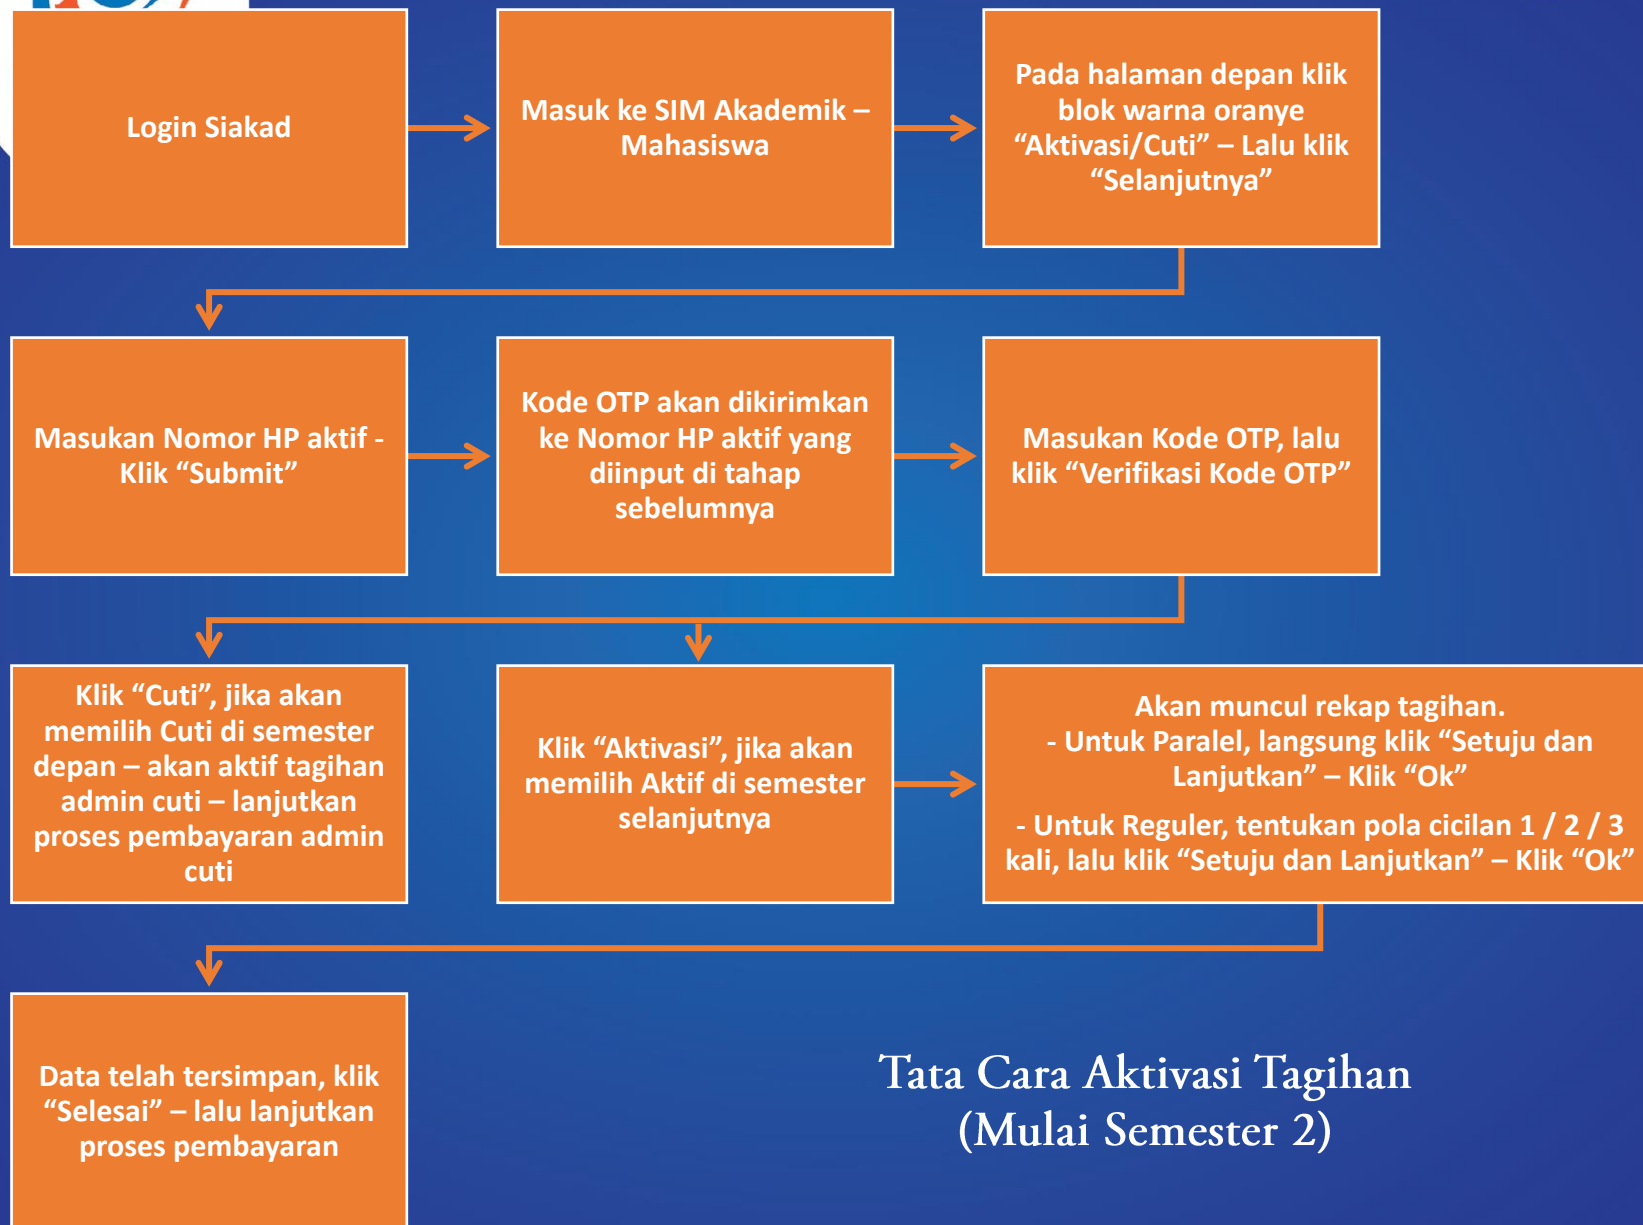 Login Siakad
Masuk ke SIM Akademik –
Mahasiswa
Pada halaman depan klik
blok warna oranye
“Aktivasi/Cuti” – Lalu klik
“Selanjutnya”
Masukan Nomor HP aktif -
Klik “Submit”
Kode OTP akan dikirimkan
ke Nomor HP aktif yang
diinput di tahap
sebelumnya
Masukan Kode OTP, lalu
klik “Verifikasi Kode OTP”
Klik “Cuti”, jika akan
memilih Cuti di semester
depan – akan aktif tagihan
admin cuti – lanjutkan
proses pembayaran admin
cuti
Klik “Aktivasi”, jika akan
memilih Aktif di semester
selanjutnya
Akan muncul rekap tagihan.
- Untuk Paralel, langsung klik “Setuju dan
Lanjutkan” – Klik “Ok”
- Untuk Reguler, tentukan pola cicilan 1 / 2 / 3
kali, lalu klik “Setuju dan Lanjutkan” – Klik “Ok”
Data telah tersimpan, klik
“Selesai” – lalu lanjutkan
proses pembayaran
Tata Cara Aktivasi Tagihan
(Mulai Semester 2)